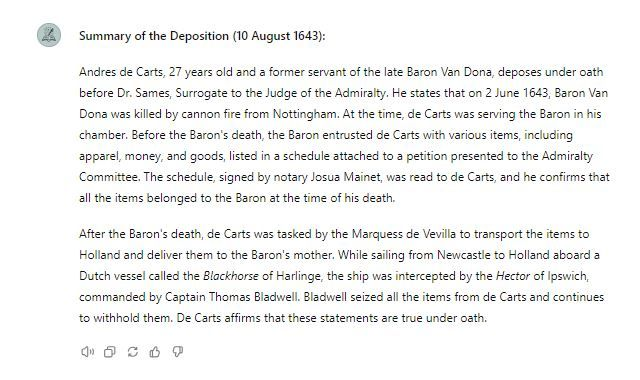 Summary of the Deposition (10 August 1643):
Andres de Carts, 27 years old and a former servant of the late Baron Van Dona, deposes under oath
before Dr. Sames, Surrogate to the Judge of the Admiralty. He states that on 2 June 1643, Baron Van
Dona was killed by cannon fire from Nottingham. At the time, de Carts was serving the Baron in his
chamber. Before the Baron's death, the Baron entrusted de Carts with various items, including
apparel, money, and goods, listed in a schedule attached to a petition presented to the Admiralty
Committee. The schedule, signed by notary Josua Mainet, was read to de Carts, and he confirms that
all the items belonged to the Baron at the time of his death.
After the Baron's death, de Carts was tasked by the Marquess de Devilla to transport the items to
Holland and deliver them to the Baron's mother. While sailing from Newcastle to Holland aboard a
Dutch vessel called the Blackhorse of Harlinge, the ship was intercepted by the Hector of Ipswich,
commanded by Captain Thomas Bladwell. Bladwell seized all the items from de Carts and continues
to withhold them. De Carts affirms that these statements are true under oath.